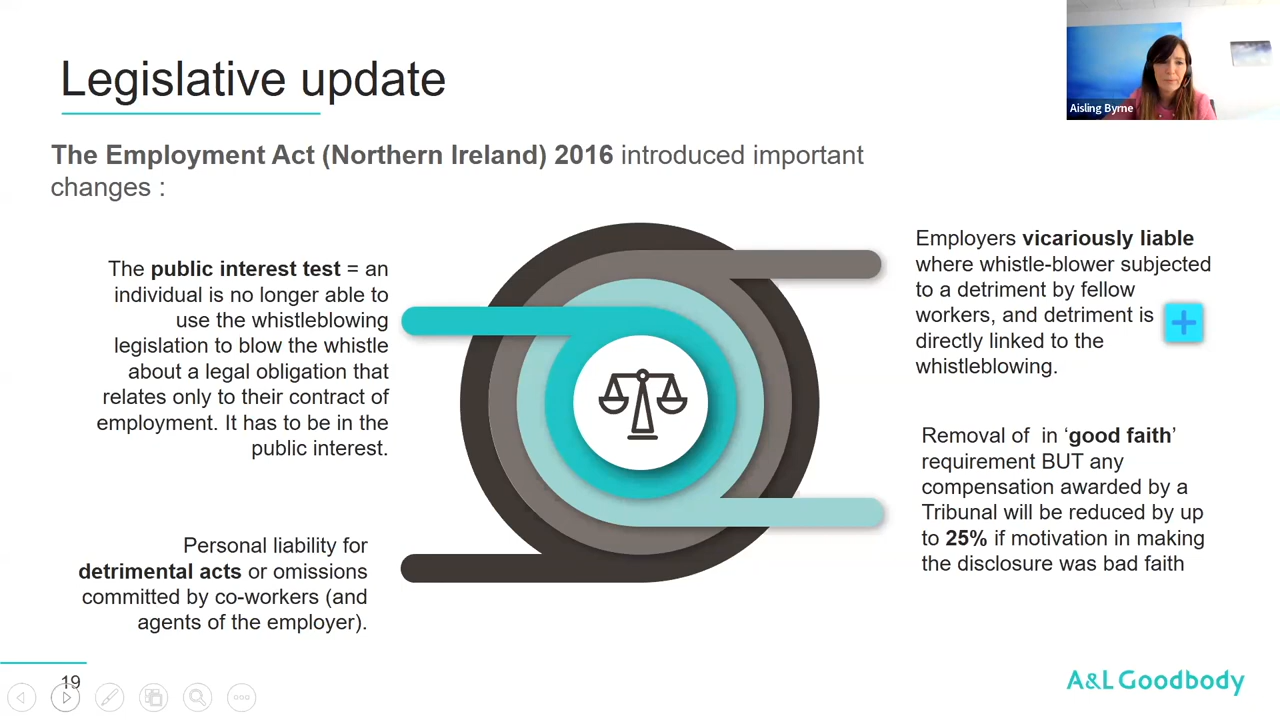 Legislative update
Aisling Byrne
The Employment Act (Northern Ireland) 2016 introduced important
changes :
The public interest test = an
individual is no longer able to
use the whistleblowing
legislation to blow the whistle
about a legal obligation that
relates only to their contract of
employment. It has to be in the
public interest.
Personal liability for
detrimental acts or omissions
committed by co-workers (and
agents of the employer).
Employers vicariously liable
where whistle-blower subjected
to a detriment by fellow
workers, and detriment is
directly linked to the
whistleblowing.
Removal of in ‘good faith’
requirement BUT any
compensation awarded by a
Tribunal will be reduced by up
to 25% if motivation in making
the disclosure was bad faith
19
A&L Goodbody